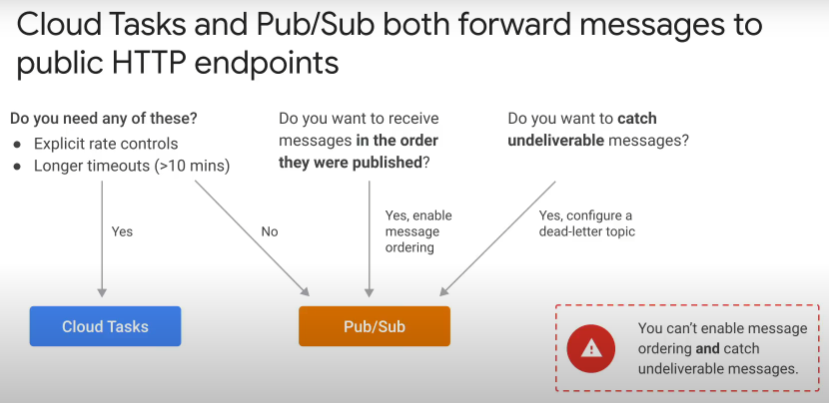 Cloud Tasks and Pub/Sub both forward messages to
public HTTP endpoints
Do you need any of these?
● Explicit rate controls
● Longer timeouts (>10 mins)
Do you want to receive
messages in the order
they were published?
Do you want to catch
undeliverable messages?
Yes
No
Yes, enable
message
ordering
Yes, configure a
dead-letter topic
Cloud Tasks
Pub/Sub
You can't enable message
ordering and catch
undeliverable messages.